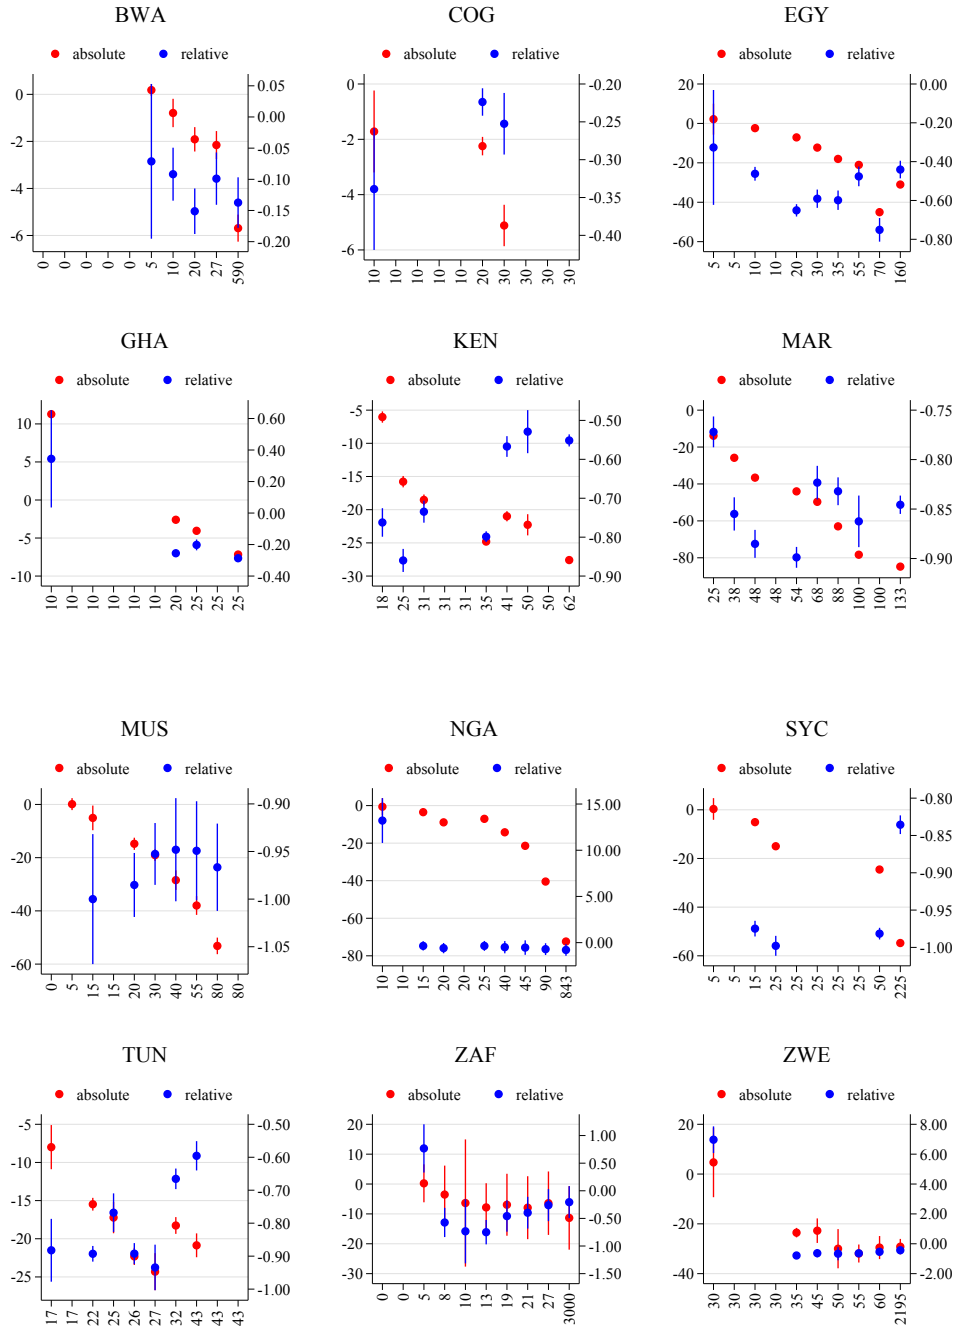 BWA COG EGY
absolute relative absolute relative absolute relative
0 -2 -4 -6
0.05 0.00 -0.05 -0.10 -0.15 -0.20
0 0 0 0 0 5 10 20 27 590
0 -2 -4 -6
-0.20 -0.25 -0.30 -0.35 -0.40
10 10 10 10 10 20 30 30 30 30
20 0 -20 -40 -60
0.00 -0.20 -0.40 -0.60 -0.80
5 5 10 10 20 30 35 55 70 160
GHA KEN MAR
absolute relative absolute relative absolute relative
10 5 0 -5 -10
0.60 0.40 0.20 0.00 -0.20 -0.40
10 10 10 10 10 10 20 25 25 25
-5 -10 -15 -20 -25 -30
-0.50 -0.60 -0.70 -0.80 -0.90
18 25 31 31 31 35 41 50 50 62
0 -20 -40 -60 -80
-0.75 -0.80 -0.85 -0.90
25 38 48 48 54 68 88 100 100 133
MUS NGA SYC
absolute relative absolute relative absolute relative
0 -20 -40 -60
-0.90 -0.95 -1.00 -1.05
0 5 15 15 20 30 40 55 80 80
0 -20 -40 -60 -80
15.00 10.00 5.00 0.00
10 10 15 20 20 25 40 45 90 843
0 -20 -40 -60
-0.80 -0.85 -0.90 -0.95 -1.00
5 5 15 25 25 25 25 25 50 225
TUN ZAF ZWE
absolute relative absolute relative absolute relative
-5 -10 -15 -20 -25
-0.50 -0.60 -0.70 -0.80 -0.90 -1.00
17 17 22 25 26 27 32 43 43 43
20 10 0 -10 -20 -30
1.00 0.50 0.00 -0.50 -1.00 -1.50
0 0 5 8 10 13 19 21 27 3000
20 0 -20 -40
8.00 6.00 4.00 2.00 0.00 -2.00
30 30 30 30 35 45 50 55 60 2195